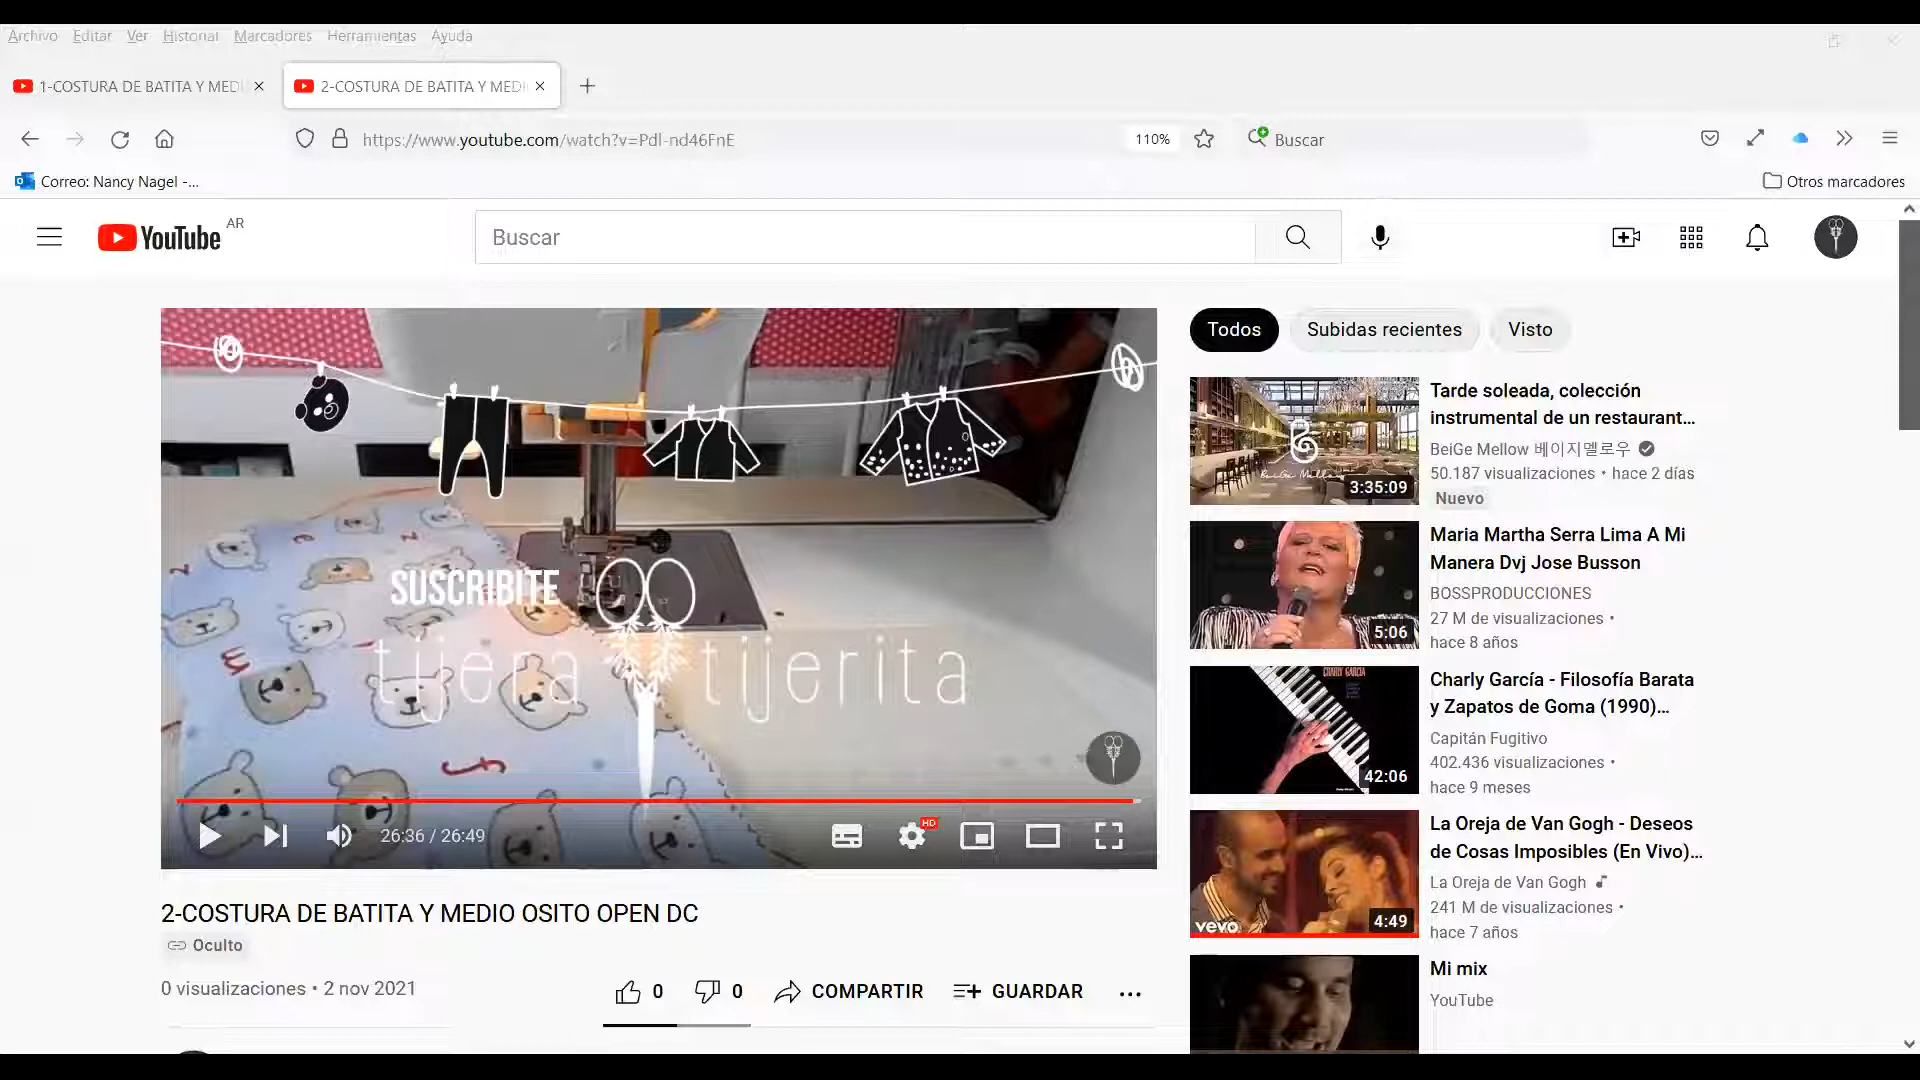 Archivo Editar Ver Historial Marcadores Herramientas Ayuda
1-COSTURA DE BATITA Y MEDI
2-COSTURA DE BATITA Y MEDI
https://www.youtube.com/watch?v=Pdl-nd46FnE
110%
Buscar
Correo: Nancy Nagel -...
Otros marcadores
YouTube AR
Buscar
SUSCRIBITE
tijera tijerita
26:36 / 26:49
HD
2-COSTURA DE BATITA Y MEDIO OSITO OPEN DC
Oculto
0 visualizaciones • 2 nov 2021
0 0 COMPARTIR GUARDAR
Todos Subidas recientes Visto
BeiGe Mellow
3:35:09
Tarde soleada, colección
instrumental de un restaurant...
BeiGe Mellow 베이지멜로우
50.187 visualizaciones • hace 2 días
Nuevo
5:06
Maria Martha Serra Lima A Mi
Manera Dvj Jose Busson
BOSSPRODUCCIONES
27 M de visualizaciones •
hace 8 años
CHARLY GARCIA
42:06
Charly García - Filosofía Barata
y Zapatos de Goma (1990)...
Capitán Fugitivo
402.436 visualizaciones •
hace 9 meses
vevo
4:49
La Oreja de Van Gogh - Deseos
de Cosas Imposibles (En Vivo)...
La Oreja de Van Gogh
241 M de visualizaciones •
hace 7 años
Mi mix
YouTube